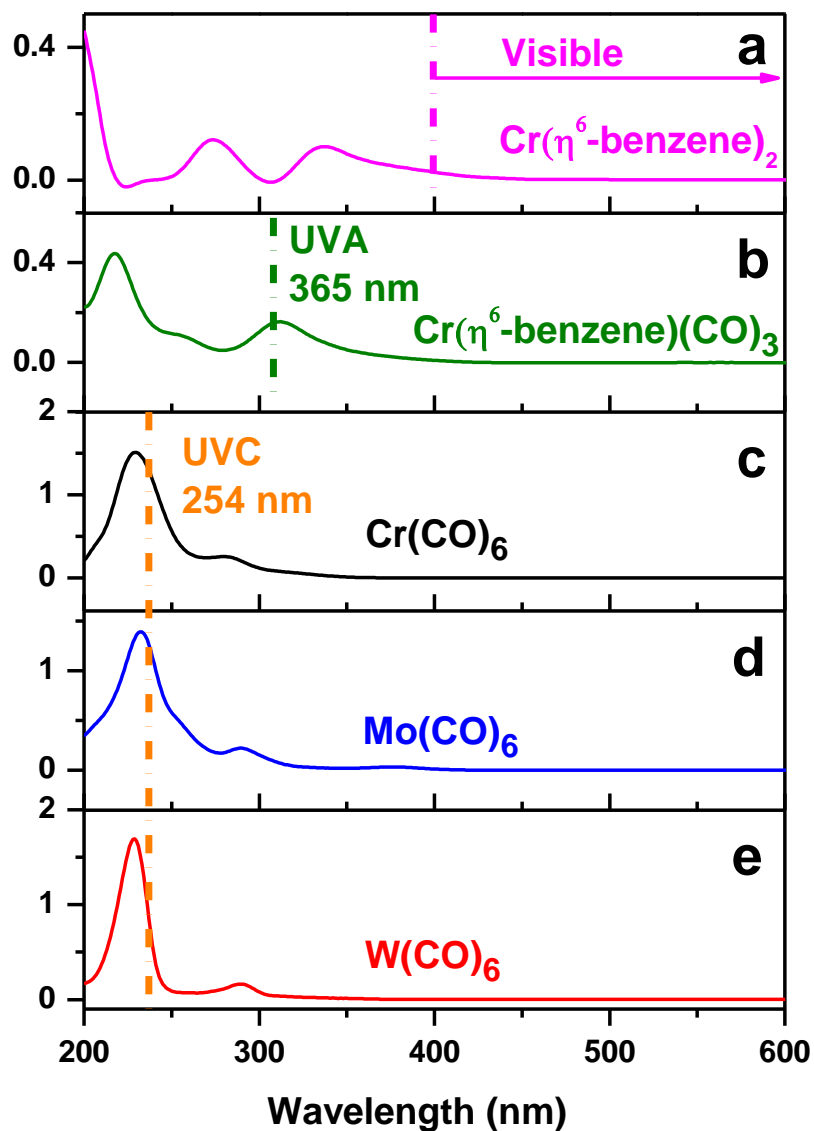 0.4
0.0
a
Visible
Cr(η⁶-benzene)₂
0.4
0.0
b
UVA
365 nm
Cr(η⁶-benzene)(CO)₃
2
1
0
c
UVC
254 nm
Cr(CO)₆
1
0
d
Mo(CO)₆
2
1
0
e
W(CO)₆
200 300 400 500 600
Wavelength (nm)